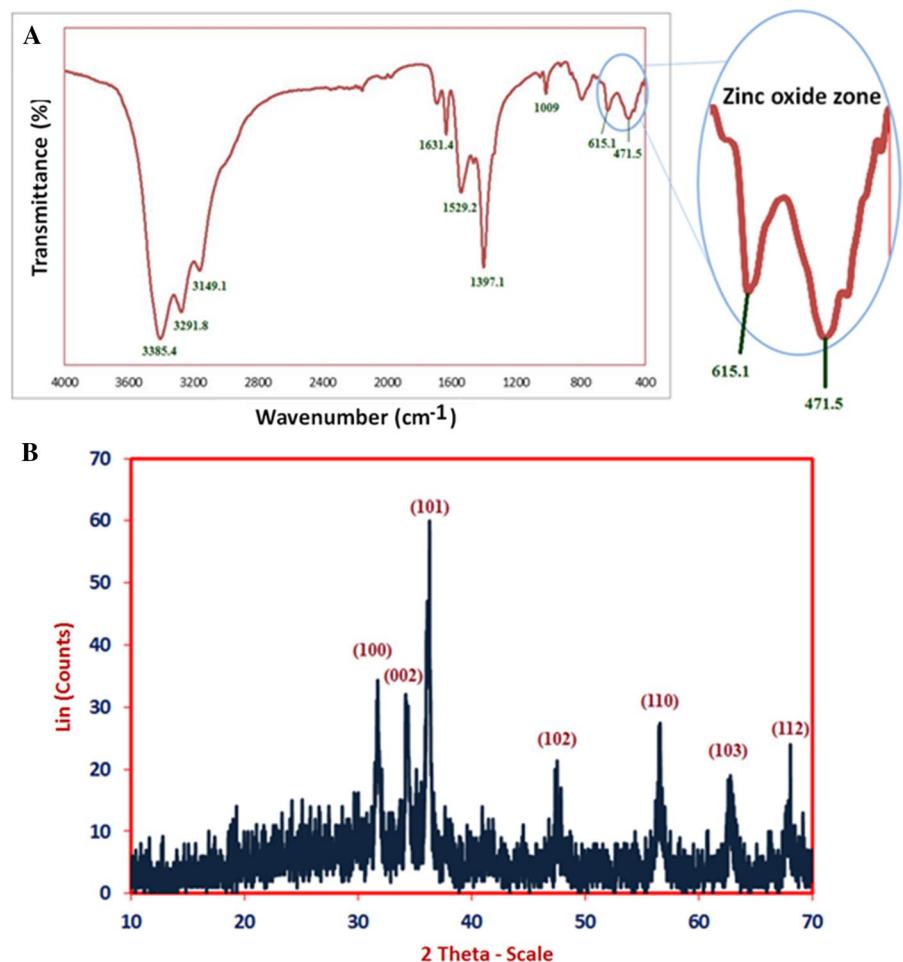 A
Transmittance (%)
Zinc oxide zone
1009
1631.4
615.1
471.5
1529.2
1397.1
3149.1
3291.8
3385.4
615.1
471.5
4000 3600 3200 2800 2400 2000 1600 1200 800 400
Wavenumber (cm-1 )
B
70
60
50
40
30
20
10
0
Lin (Counts)
(101)
(100)
(002)
(110)
(112)
(102)
(103)
10 20 30 40 50 60 70
2 Theta - Scale